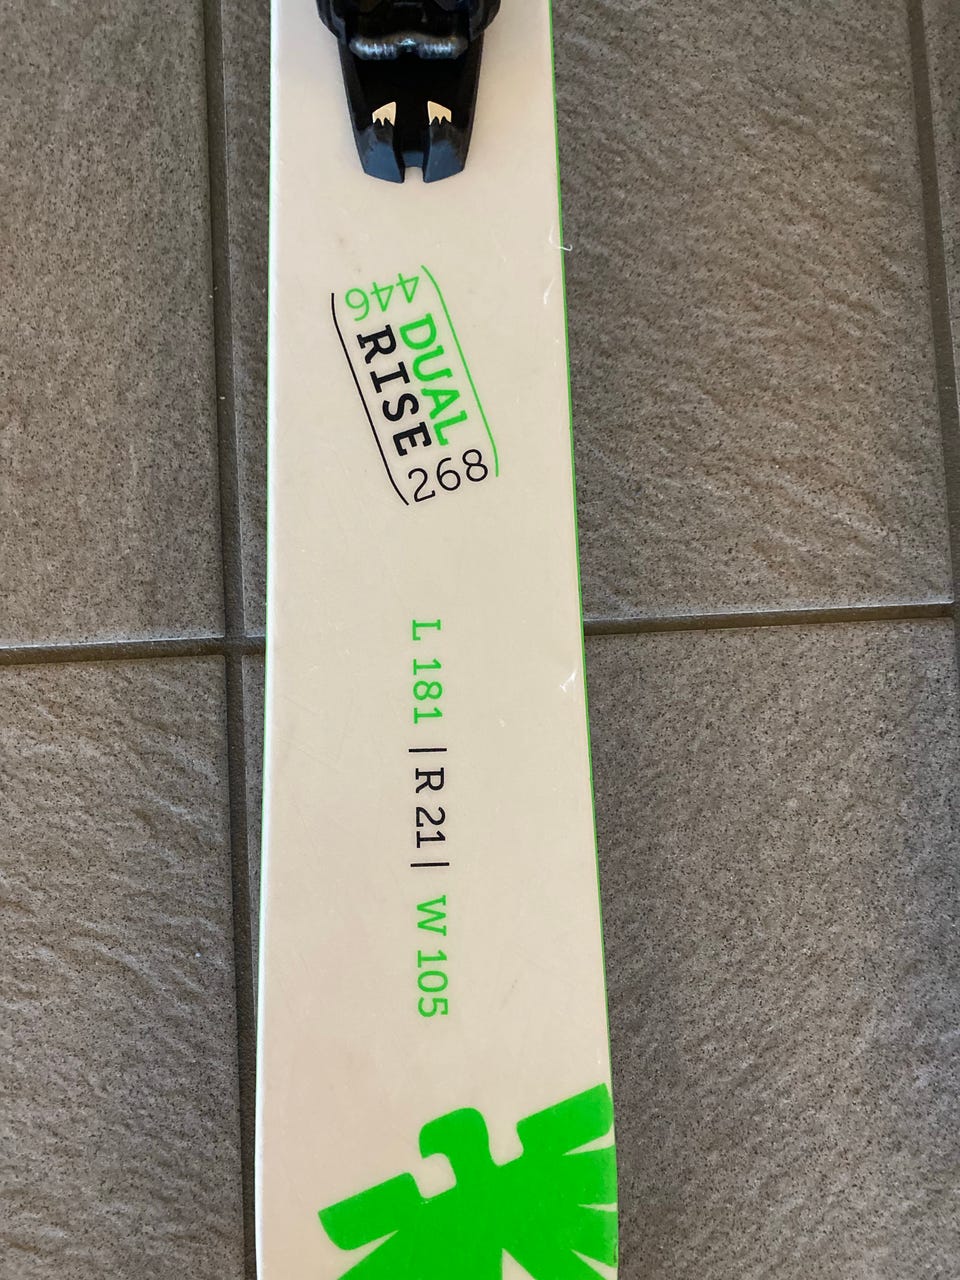 446
DUAL
RISE
268
L 181 | R 21 | W 105